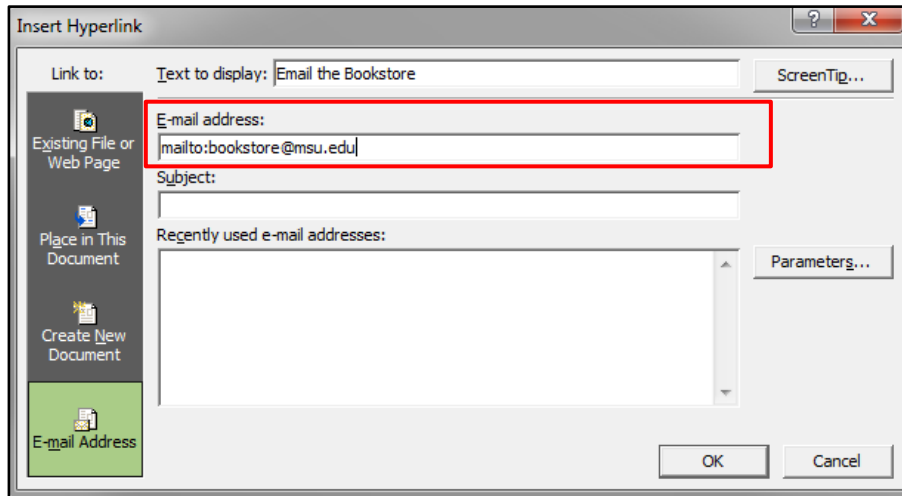 Insert Hyperlink
Link to:
Text to display: Email the Bookstore
ScreenTip...
Existing File or
Web Page
E-mail address:
mailto:bookstore@msu.edu
Subject:
Place in This
Document
Recently used e-mail addresses:
Parameters...
Create New
Document
E-mail Address
OK
Cancel